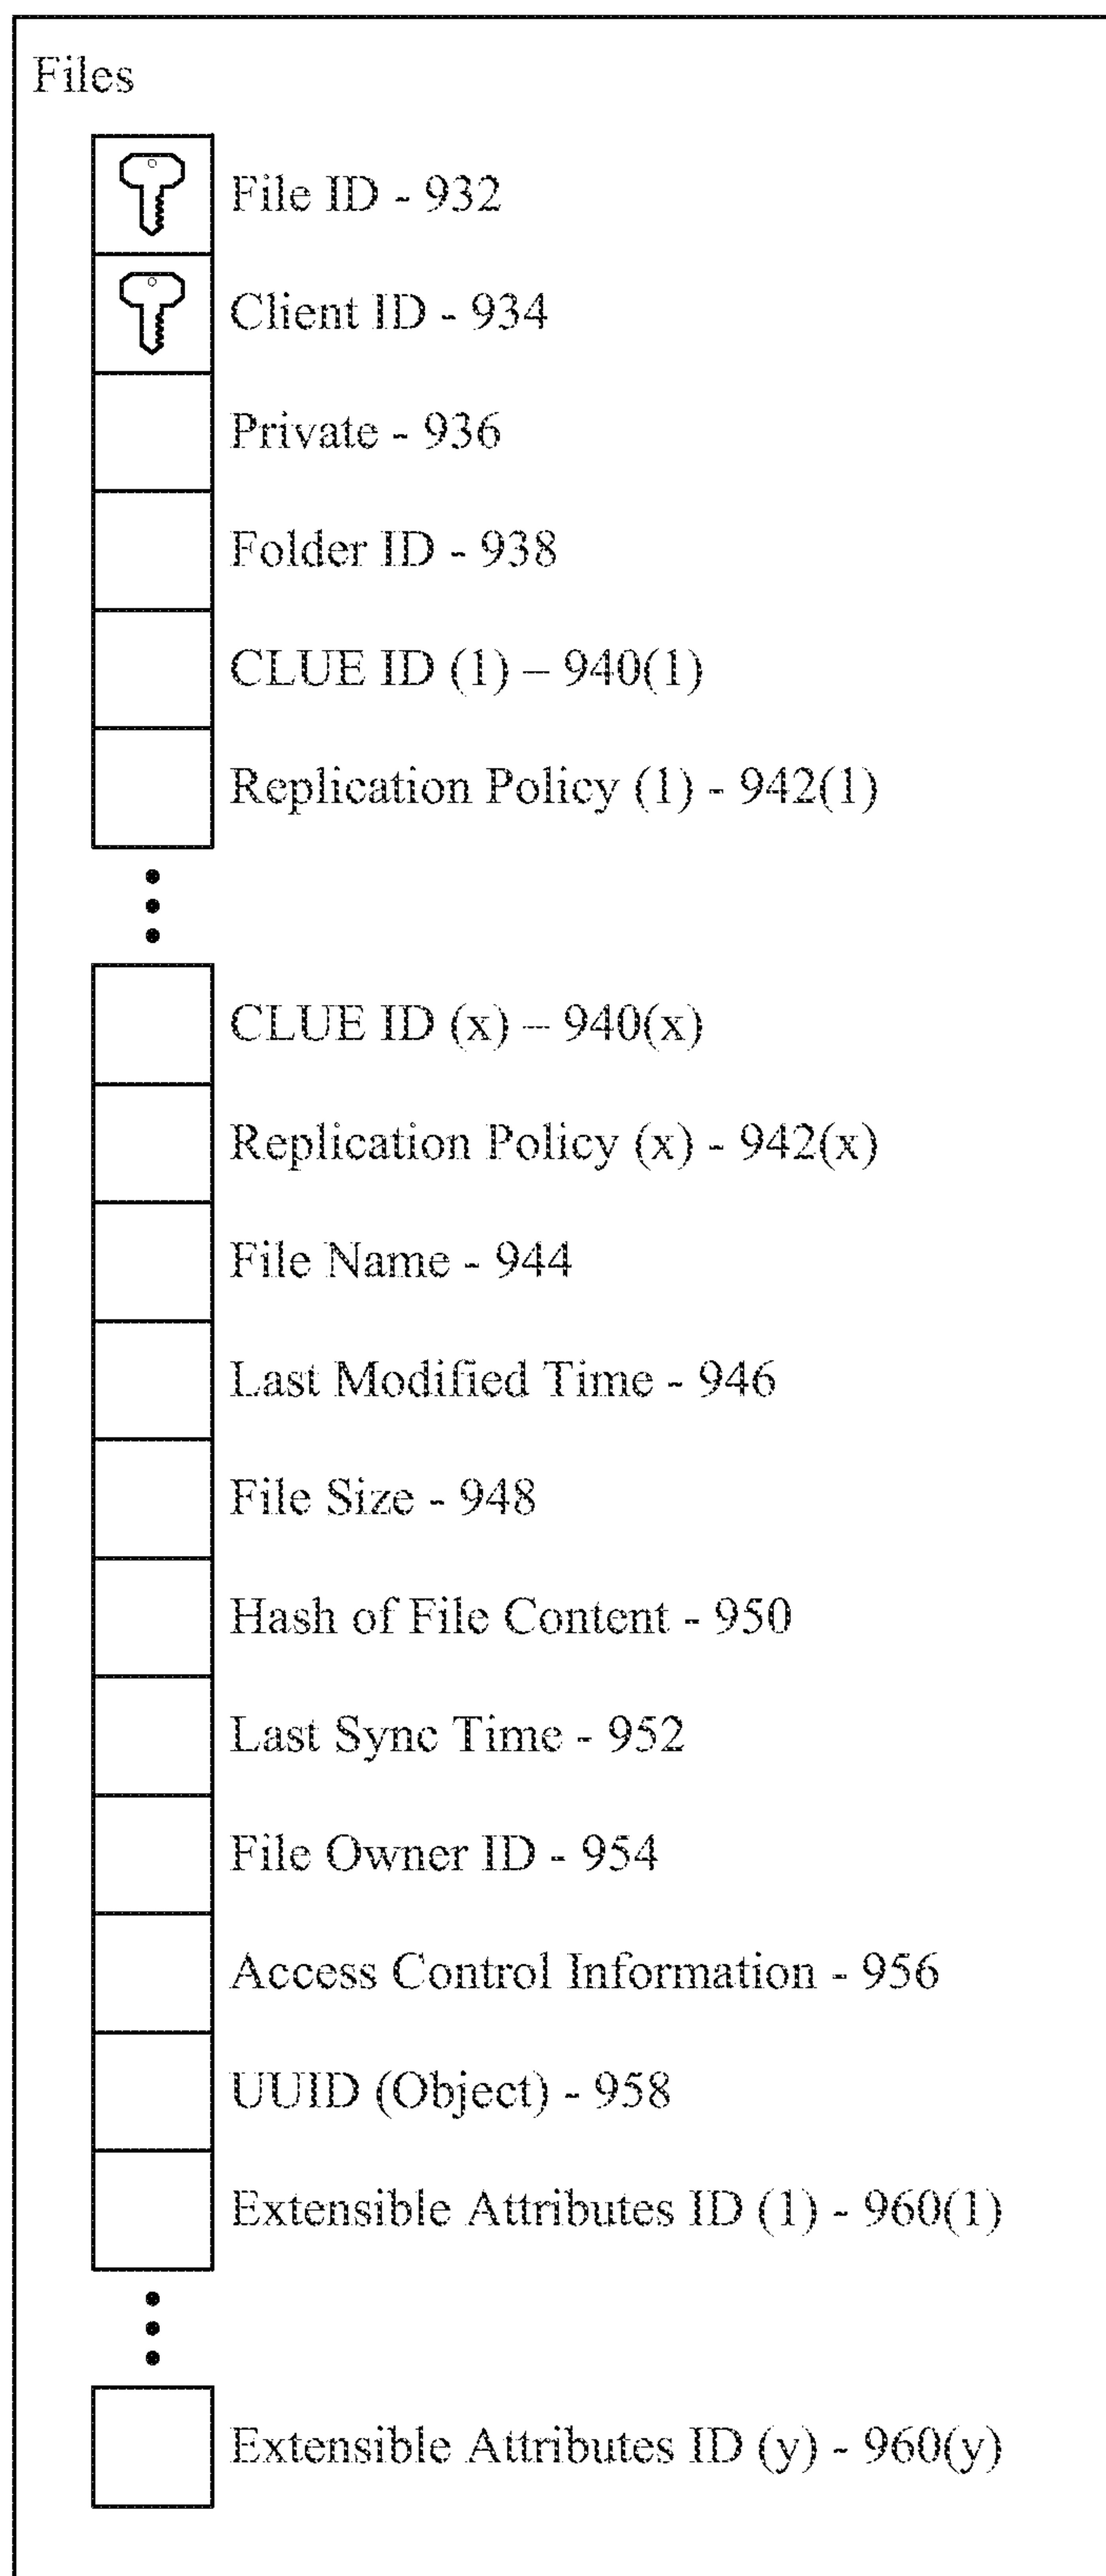 Files
File ID - 932
Client ID - 934
Private - 936
Folder ID - 938
CLUE ID (1) – 940(1)
Replication Policy (1) - 942(1)
CLUE ID (x) – 940(x)
Replication Policy (x) - 942(x)
File Name - 944
Last Modified Time - 946
File Size - 948
Hash of File Content - 950
Last Sync Time - 952
File Owner ID - 954
Access Control Information - 956
UUID (Object) - 958
Extensible Attributes ID (1) - 960(1)
Extensible Attributes ID (y) - 960(y)